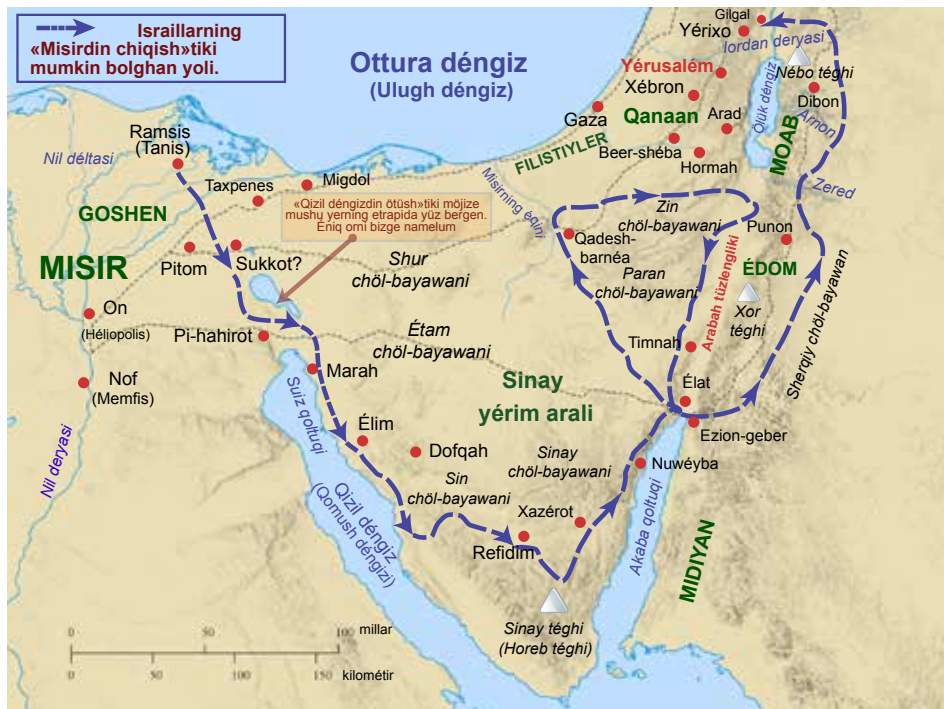 Israillarning
«Misirdin chiqish»tiki
mumkin bolghan yoli.
Ottura déngiz
(Ulugh déngiz)
Gilgal
Yérixo
Iordan deryasi
Yérusalém
Nébo téghi
Xébron
Dibon
Gaza
Qanaan
Ölük déngiz
Arad
Arnon
MOAB
FILISTIYLER
Beer-shéba
Hormah
Zered
Ramsis
(Tanis)
Nil déltasi
Taxpenes
Migdol
GOSHEN
«Qizil déngizdin ötüsh»tiki möjize
mushu yerning etrapida yüz bergen.
Éniq orni bizge namelum
Misirning éqini
Zin
chöl-bayawani
Qadesh-
barnéa
Punon
MISIR
Pitom
Sukkot?
Shur
chöl-bayawani
Paran
chöl-bayawani
ÉDOM
Arabah tüzlengliki
Xor
téghi
Sherqiy chöl-bayawan
On
(Héliopolis)
Pi-hahirot
Étam
chöl-bayawani
Timnah
Nof
(Memfis)
Marah
Sinay
yérim arali
Élat
Suiz qoltuqi
Ezion-geber
Élim
Dofqah
Sinay
chöl-bayawani
Nuwéyba
Nil deryasi
Sin
chöl-bayawani
Qizil déngiz
(Qomush déngizi)
Xazérot
Refidim
Akaba qoltuqi
MIDIYAN
Sinay téghi
(Horeb téghi)
0 50 100 millar
0 50 100 150 kilométir